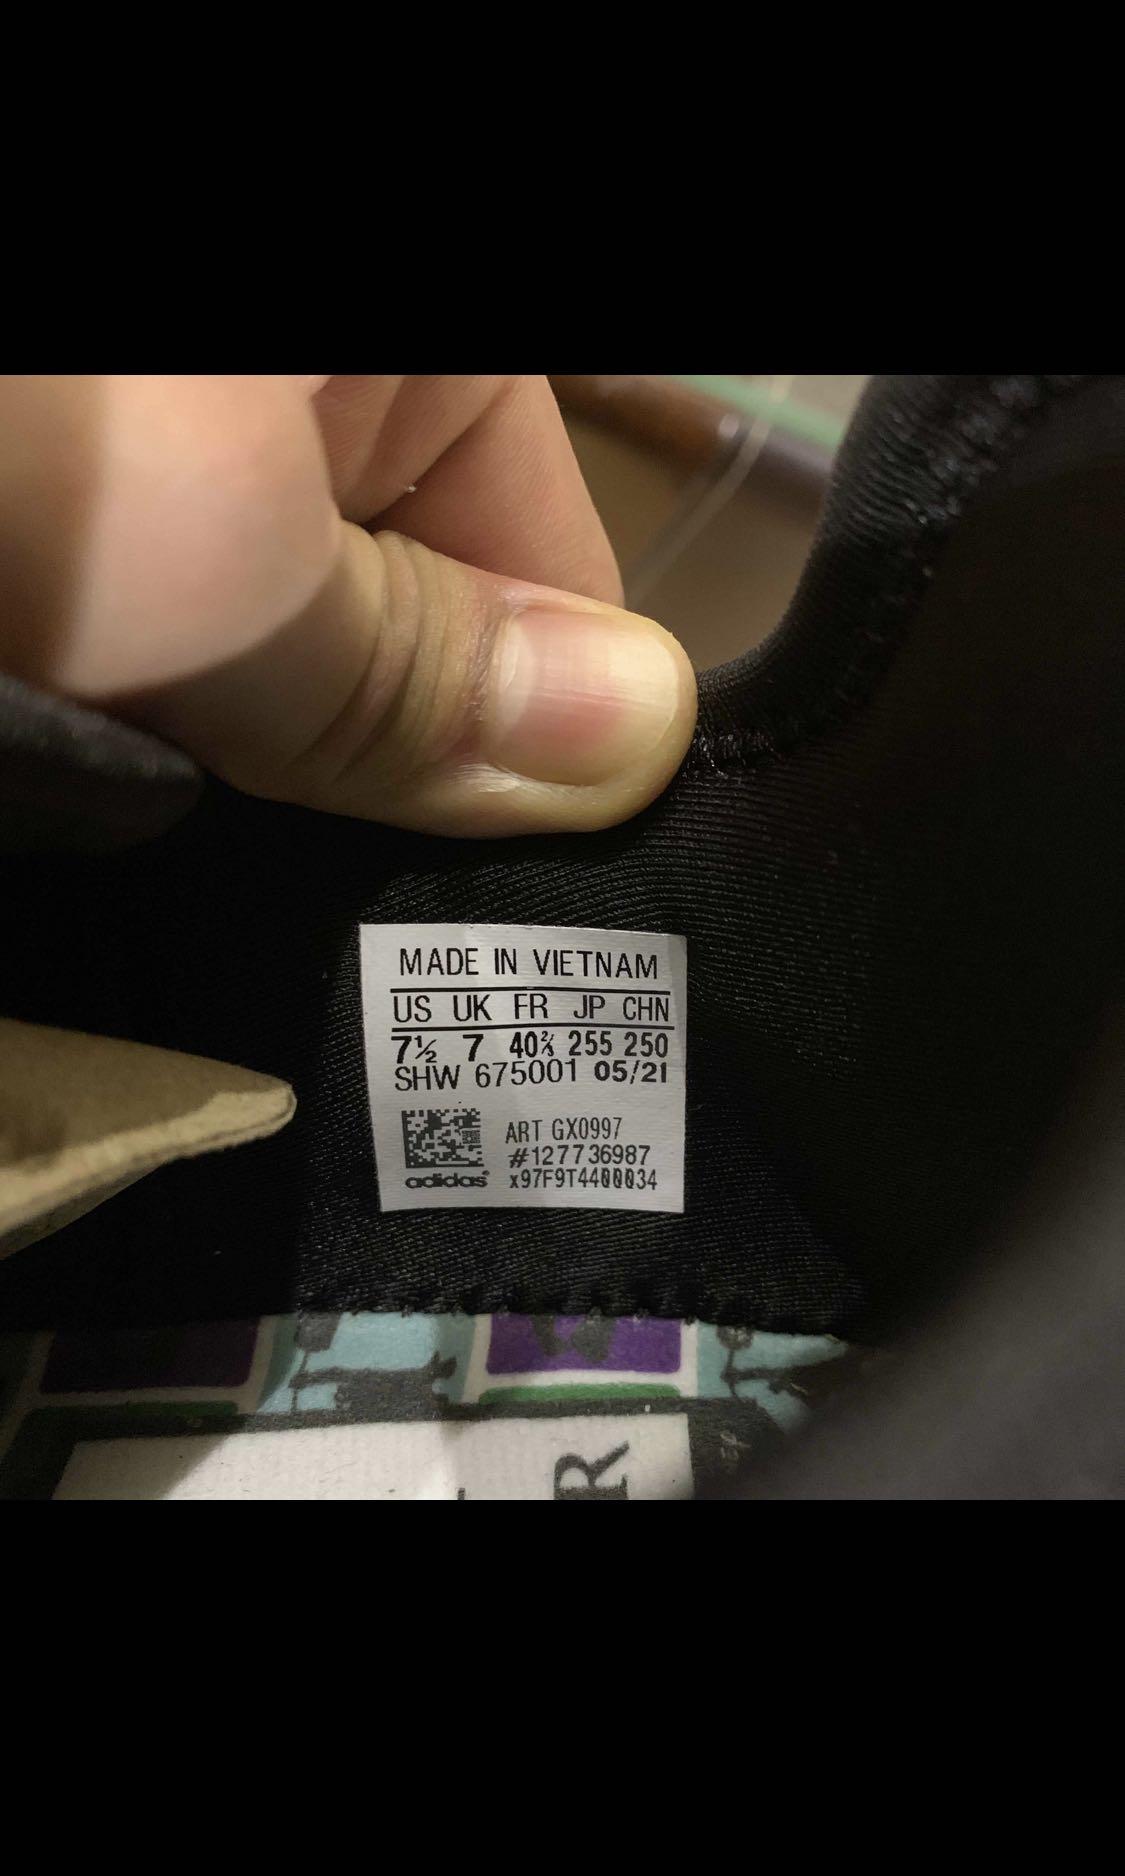 MADE IN VIETNAM
US UK FR JP CHN
7½ 7 40⅔ 255 250
SHW 675001 05/21
ART GX0997
#127736987
adidas x97F9T4400034
R